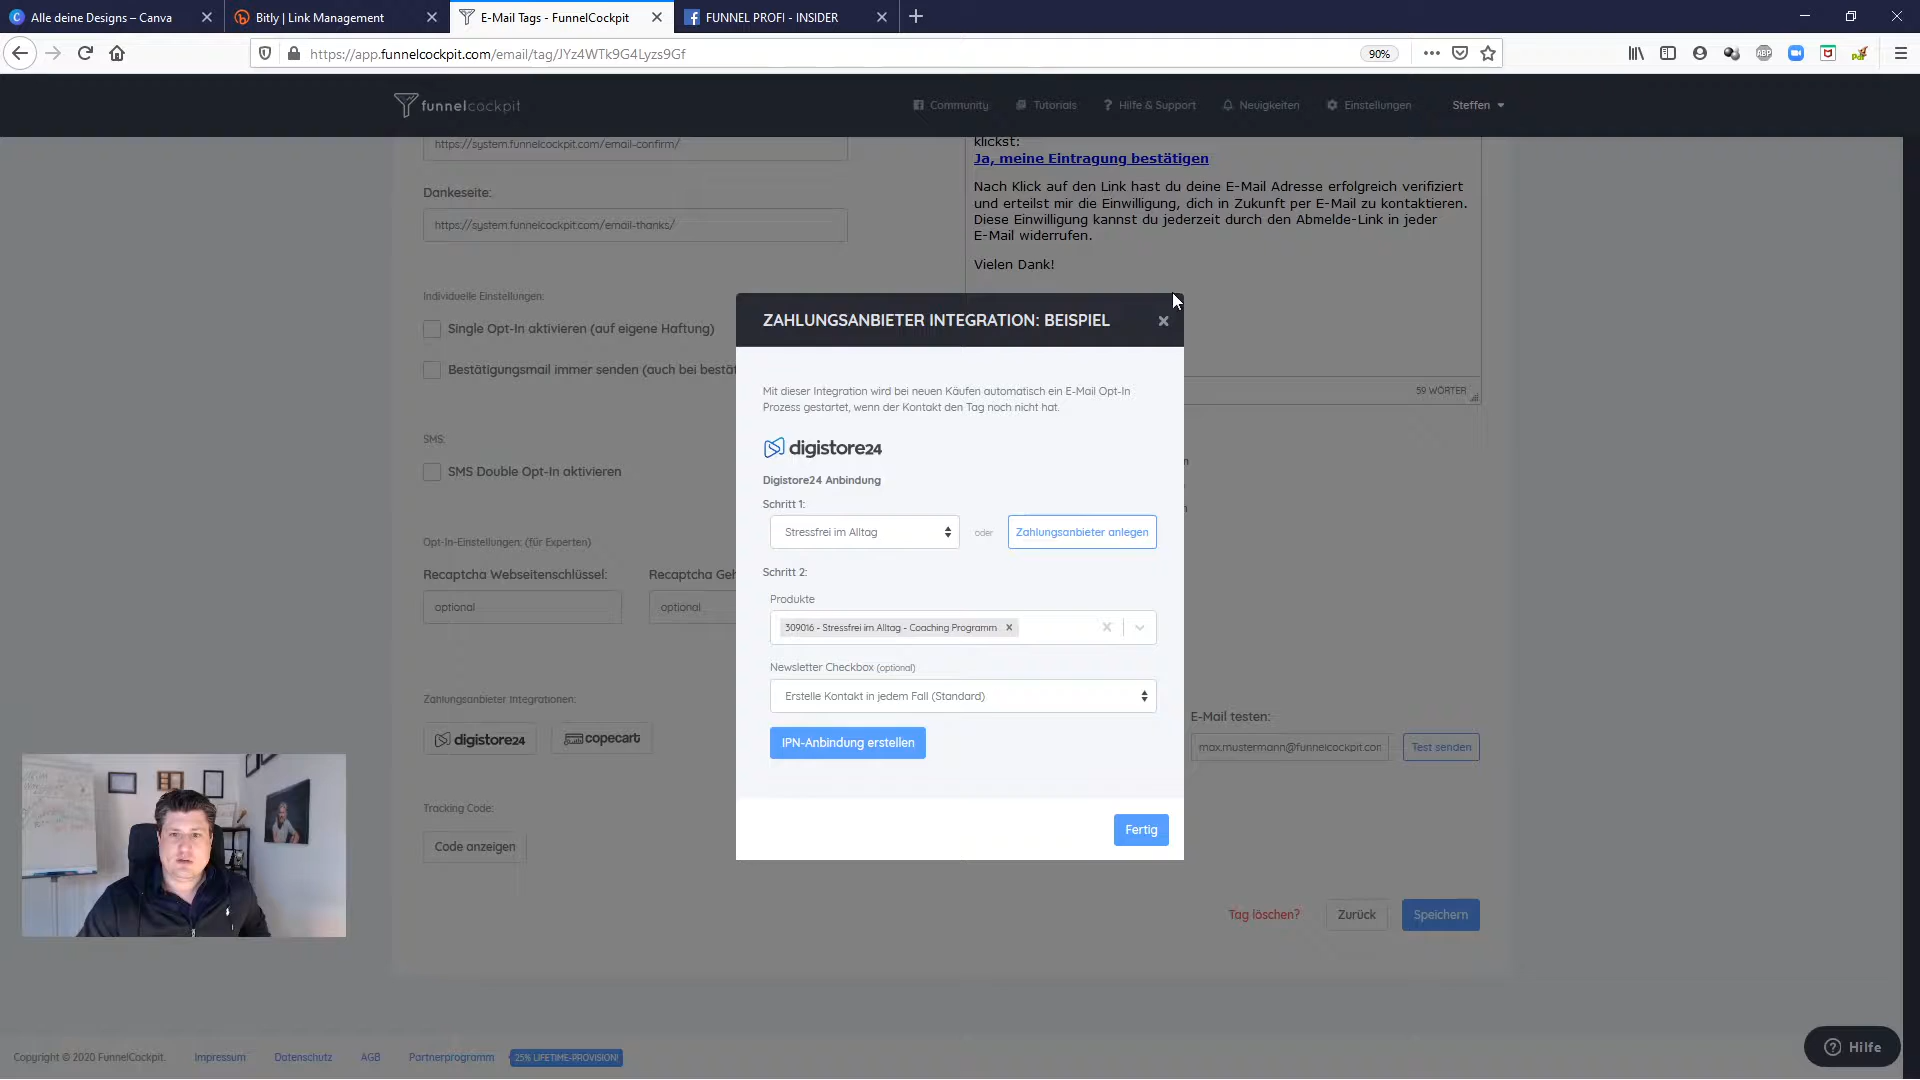 Alle deine Designs – Canva
Bitly | Link Management
E-Mail Tags - FunnelCockpit
FUNNEL PROFI - INSIDER
https://app.funnelcockpit.com/email/tag/JYz4WTk9G4Lyzs9Gf
90%
ABP
funnelcockpit
Community
Tutorials
Hilfe & Support
Neuigkeiten
Einstellungen
Steffen
https://system.funnelcockpit.com/email-confirm/
klickst:
Ja, meine Eintragung bestätigen
Dankeseite:
Nach Klick auf den Link hast du deine E-Mail Adresse erfolgreich verifiziert
und erteilst mir die Einwilligung, dich in Zukunft per E-Mail zu kontaktieren.
https://system.funnelcockpit.com/email-thanks/
Diese Einwilligung kannst du jederzeit durch den Abmelde-Link in jeder
E-Mail widerrufen.
Vielen Dank!
Individuelle Einstellungen:
Single Opt-In aktivieren (auf eigene Haftung)
Bestätigungsmail immer senden (auch bei bestät
59 WÖRTER
SMS:
SMS Double Opt-In aktivieren
Opt-In-Einstellungen: (für Experten)
Recaptcha Webseitenschlüssel:
Recaptcha Geh
optional
optional
Zahlungsanbieter Integrationen:
digistore24
copecart
Tracking Code:
Code anzeigen
ZAHLUNGSANBIETER INTEGRATION: BEISPIEL
Mit dieser Integration wird bei neuen Käufen automatisch ein E-Mail Opt-In
Prozess gestartet, wenn der Kontakt den Tag noch nicht hat.
digistore24
Digistore24 Anbindung
Schritt 1:
Stressfrei im Alltag
oder
Zahlungsanbieter anlegen
Schritt 2:
Produkte
309016 - Stressfrei im Alltag - Coaching Programm
Newsletter Checkbox (optional)
Erstelle Kontakt in jedem Fall (Standard)
IPN-Anbindung erstellen
Fertig
E-Mail testen:
max.mustermann@funnelcockpit.con
Test senden
Tag löschen?
Zurück
Speichern
Copyright © 2020 FunnelCockpit.
Impressum
Datenschutz
AGB
Partnerprogramm
25% LIFETIME-PROVISION!
Hilfe